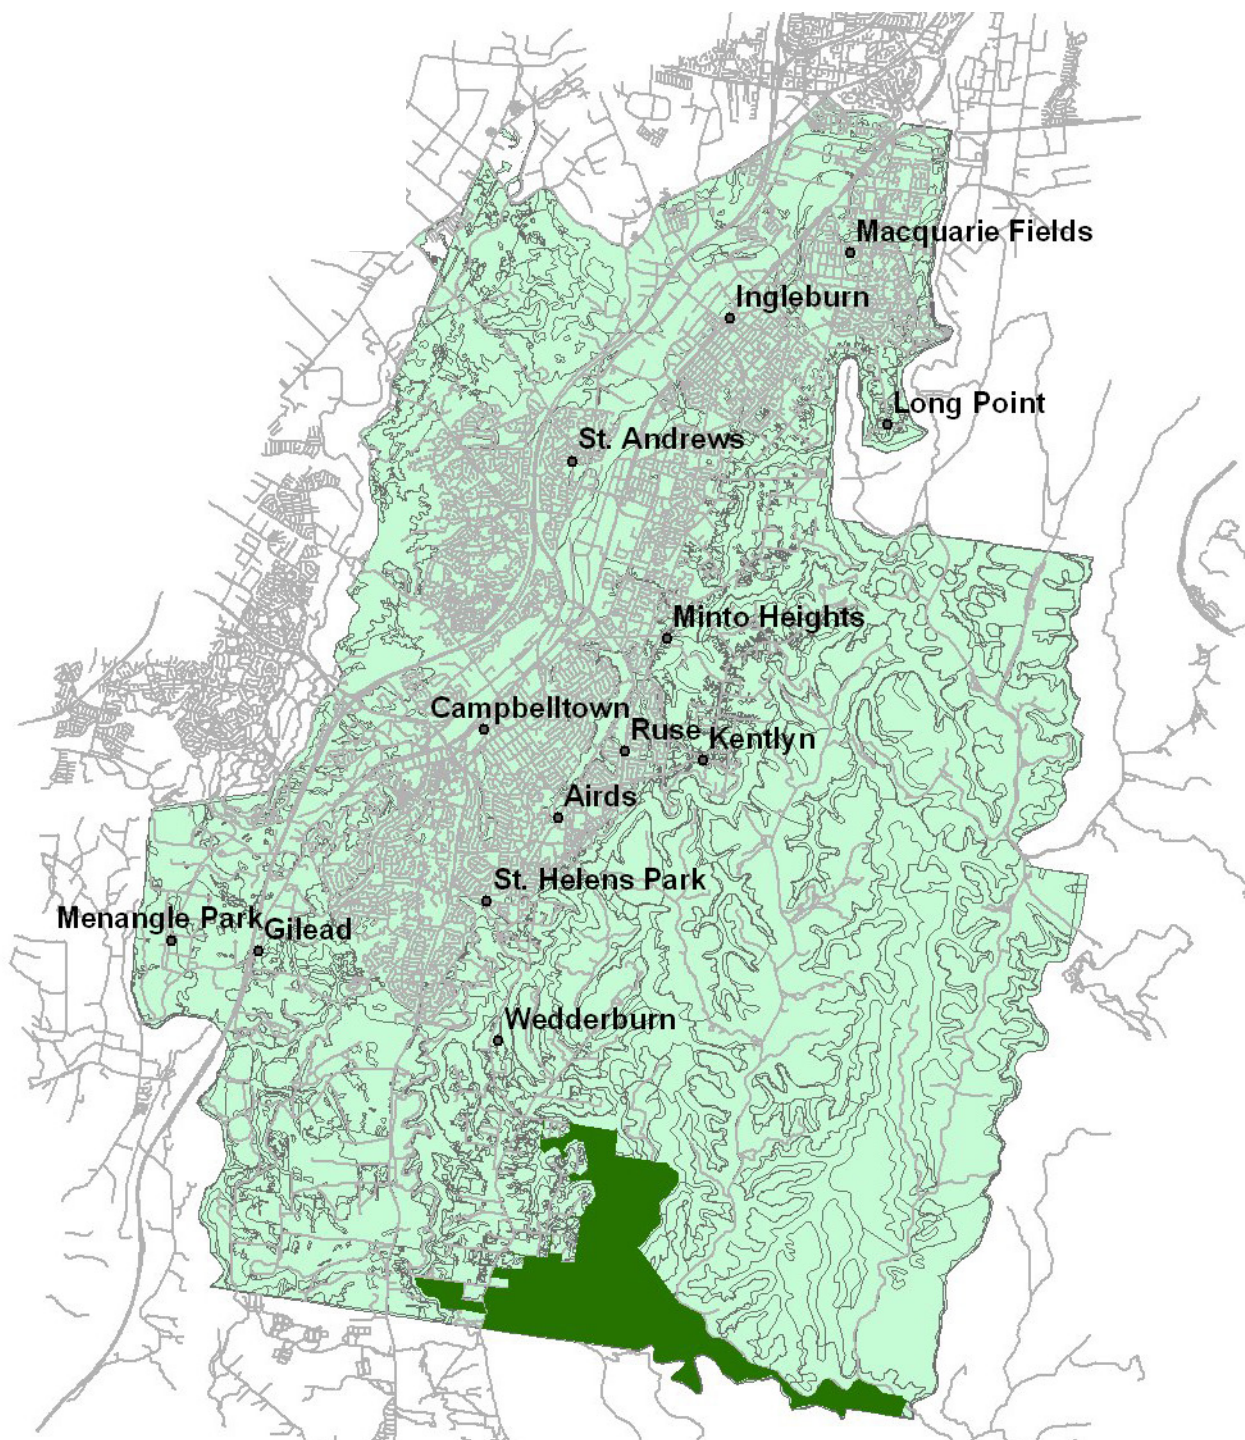 Macquarie Fields
Ingleburn
Long Point
St. Andrews
Minto Heights
Campbelltown
Ruse
Kentlyn
Airds
St. Helens Park
Menangle Park
Gilead
Wedderburn